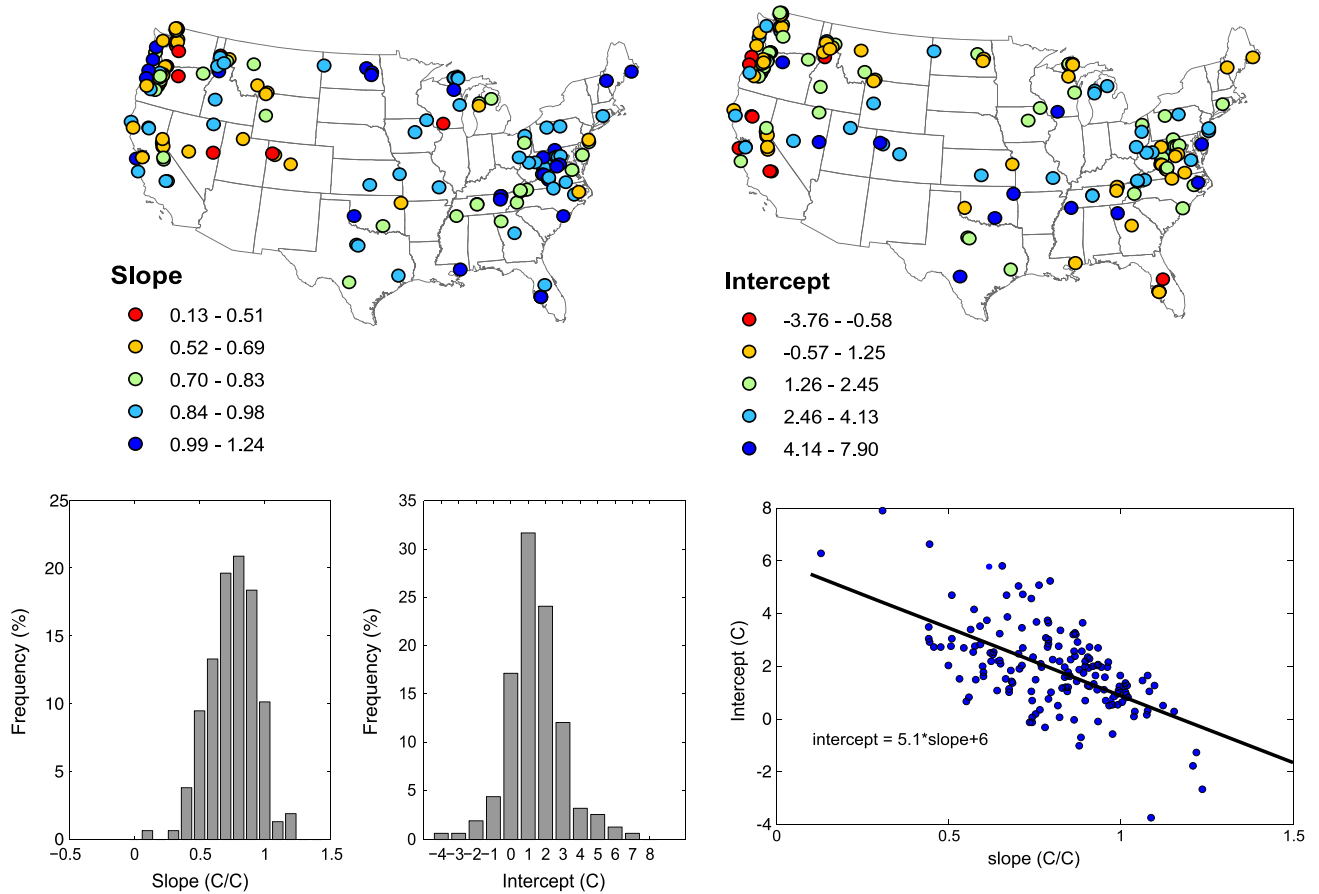 Slope
0.13 - 0.51
0.52 - 0.69
0.70 - 0.83
0.84 - 0.98
0.99 - 1.24
Intercept
-3.76 - -0.58
-0.57 - 1.25
1.26 - 2.45
2.46 - 4.13
4.14 - 7.90
25
20
15
10
5
0
Frequency (%)
−0.5 0 0.5 1 1.5
Slope (C/C)
35
30
25
20
15
10
5
0
Frequency (%)
−4 −3 −2 −1 0 1 2 3 4 5 6 7 8
Intercept (C)
8
6
4
2
0
-2
-4
Intercept (C)
intercept = 5.1*slope+6
0 0.5 1 1.5
slope (C/C)